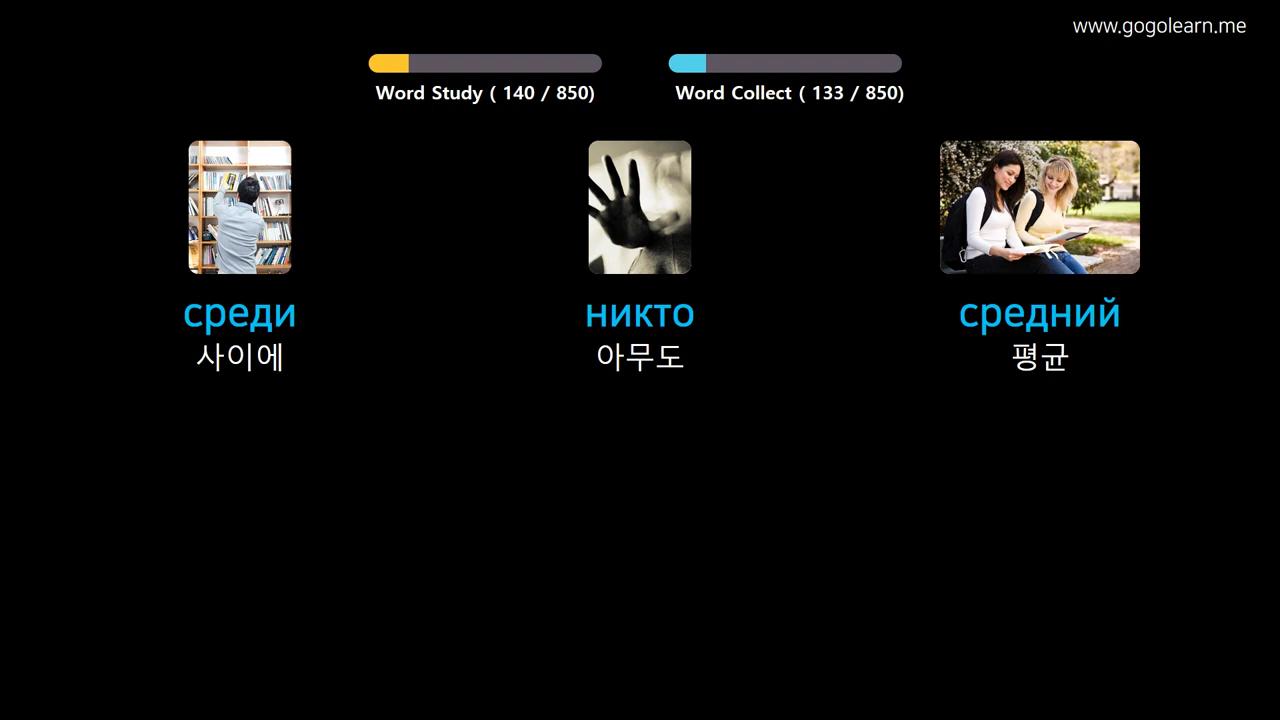 www.gogolearn.me
Word Study ( 140 / 850)
Word Collect ( 133 / 850)
среди
никто
средний
사이에
아무도
평균